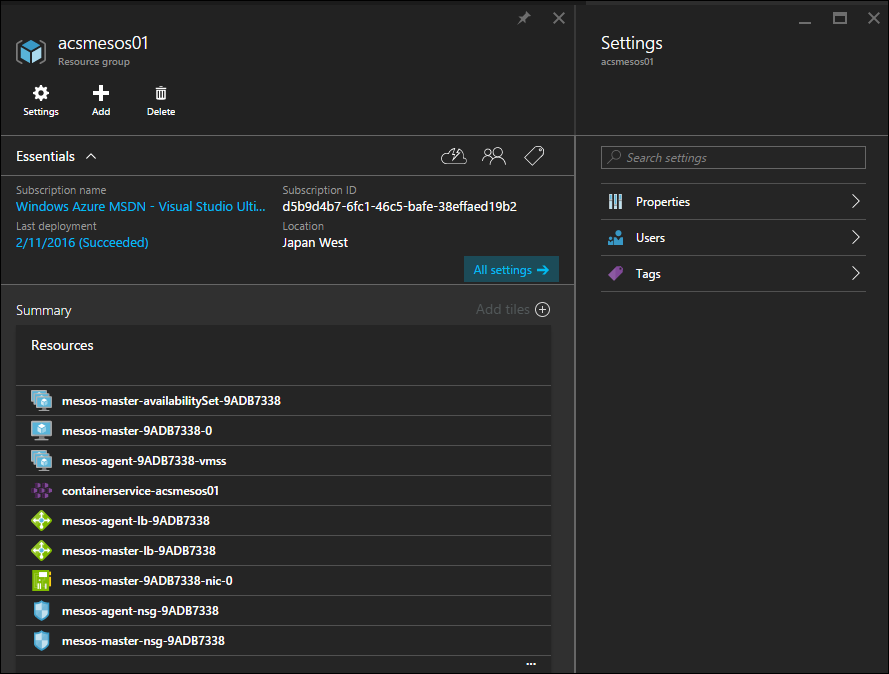 acsmesos01
Resource group
Settings
Add
Delete
Essentials
Subscription name
Windows Azure MSDN - Visual Studio Ulti...
Subscription ID
d5b9d4b7-6fc1-46c5-bafe-38effaed19b2
Last deployment
2/11/2016 (Succeeded)
Location
Japan West
All settings
Summary
Add tiles
Resources
mesos-master-availabilitySet-9ADB7338
mesos-master-9ADB7338-0
mesos-agent-9ADB7338-vmss
containerservice-acsmesos01
mesos-agent-lb-9ADB7338
mesos-master-lb-9ADB7338
mesos-master-9ADB7338-nic-0
mesos-agent-nsg-9ADB7338
mesos-master-nsg-9ADB7338
...
Settings
acsmesos01
Search settings
Properties
Users
Tags